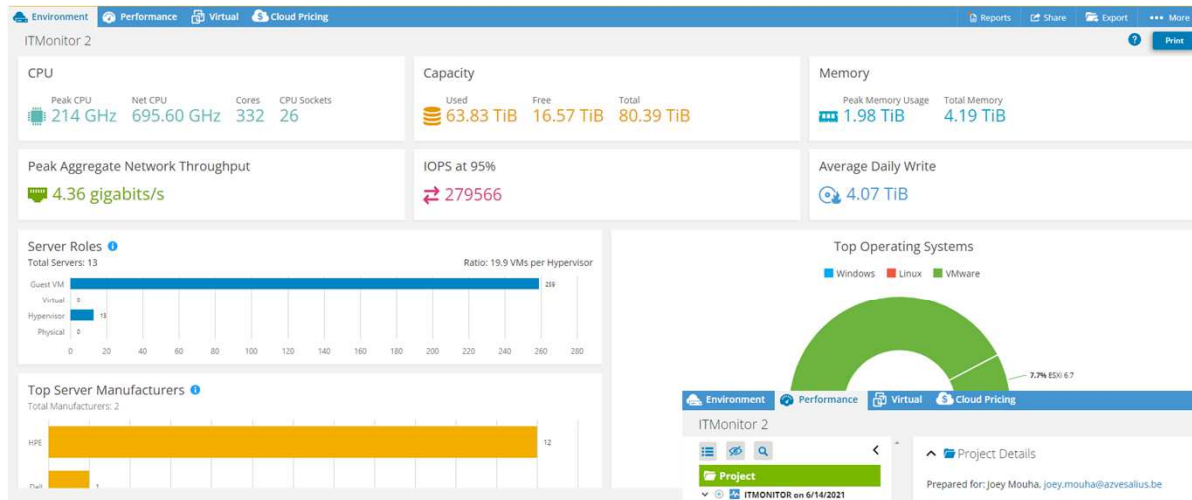 Environment Performance Virtual Cloud Pricing Reports Share Export More
ITMonitor 2 ? Print
CPU
Peak CPU Net CPU Cores CPU Sockets
214 GHz 695.60 GHz 332 26
Capacity
Used Free Total
63.83 TiB 16.57 TiB 80.39 TiB
Memory
Peak Memory Usage Total Memory
1.98 TiB 4.19 TiB
Peak Aggregate Network Throughput
4.36 gigabits/s
IOPS at 95%
279566
Average Daily Write
4.07 TiB
Server Roles
Total Servers: 13 Ratio: 19.9 VMs per Hypervisor
Guest VM 259
Virtual 0
Hypervisor 13
Physical 0
0 20 40 60 80 100 120 140 160 180 200 220 240 260 280
Top Operating Systems
Windows Linux VMware
7.7% ESXi 6.7
Top Server Manufacturers
Total Manufacturers: 2
HPE 12
Dell 1
Environment Performance Virtual Cloud Pricing
ITMonitor 2
Project
ITMONITOR on 6/14/2021
Project Details
Prepared for: Joey Mouha, joey.mouha@azvesalius.be